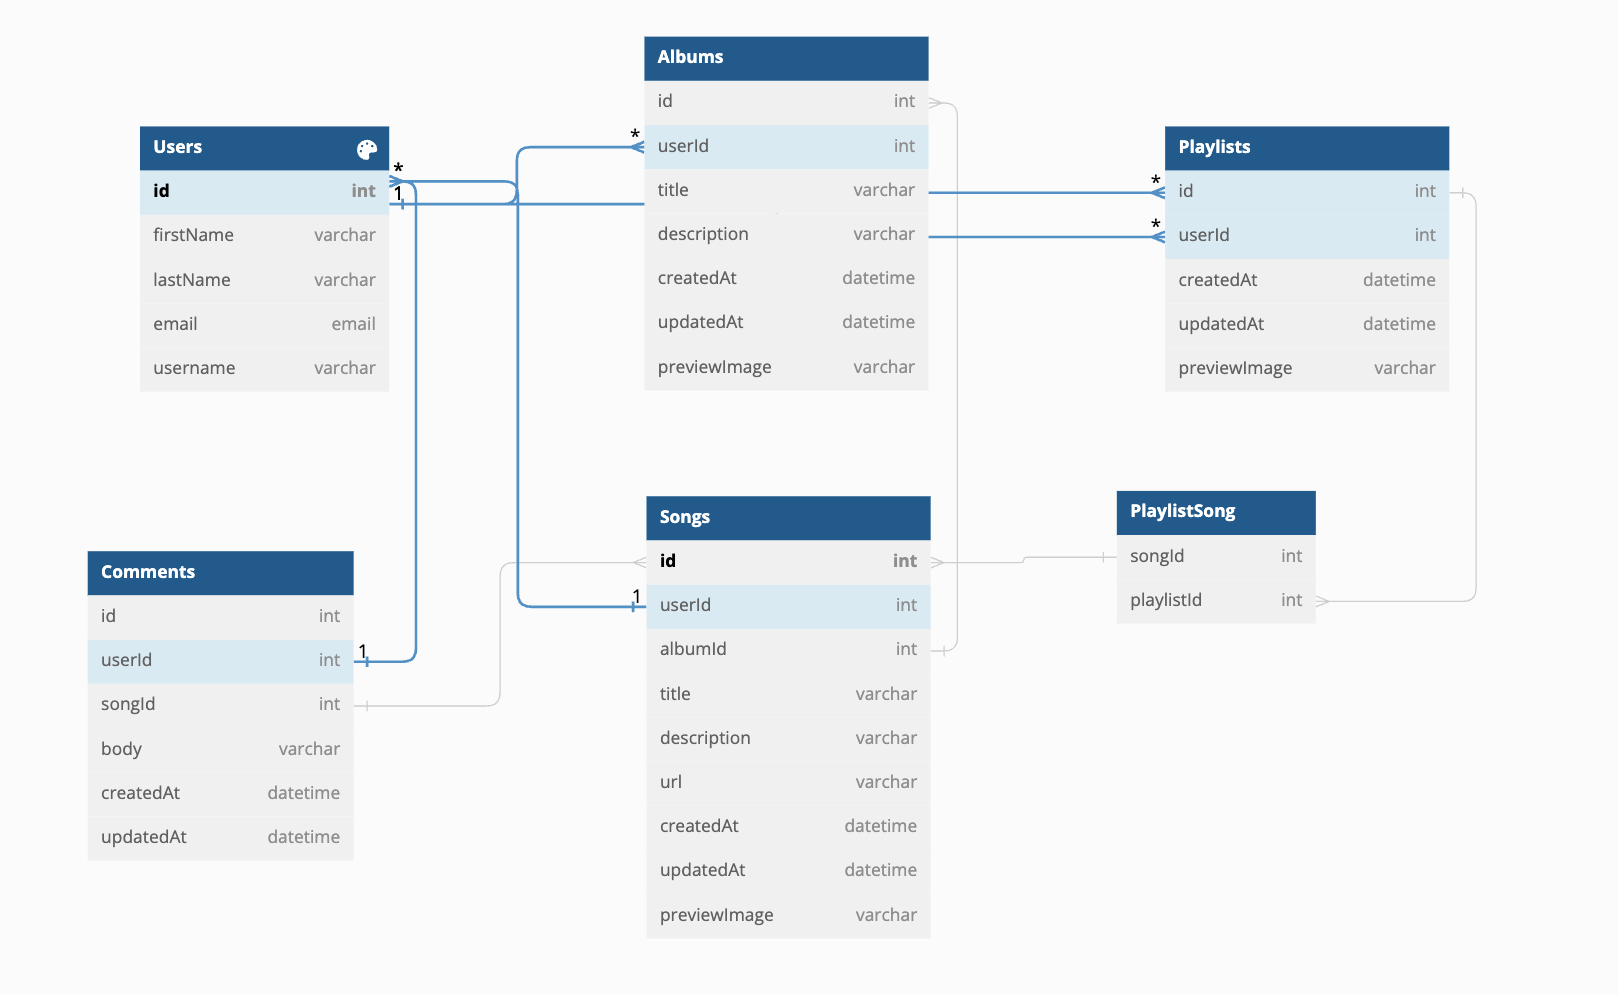 Albums
id int
userId int
title varchar
description varchar
createdAt datetime
updatedAt datetime
previewImage varchar
Users
id int
firstName varchar
lastName varchar
email email
username varchar
*
1
*
Playlists
id int
userId int
createdAt datetime
updatedAt datetime
previewImage varchar
*
*
Songs
id int
userId int
albumId int
title varchar
description varchar
url varchar
createdAt datetime
updatedAt datetime
previewImage varchar
1
PlaylistSong
songId int
playlistId int
Comments
id int
userId int
songId int
body varchar
createdAt datetime
updatedAt datetime
1